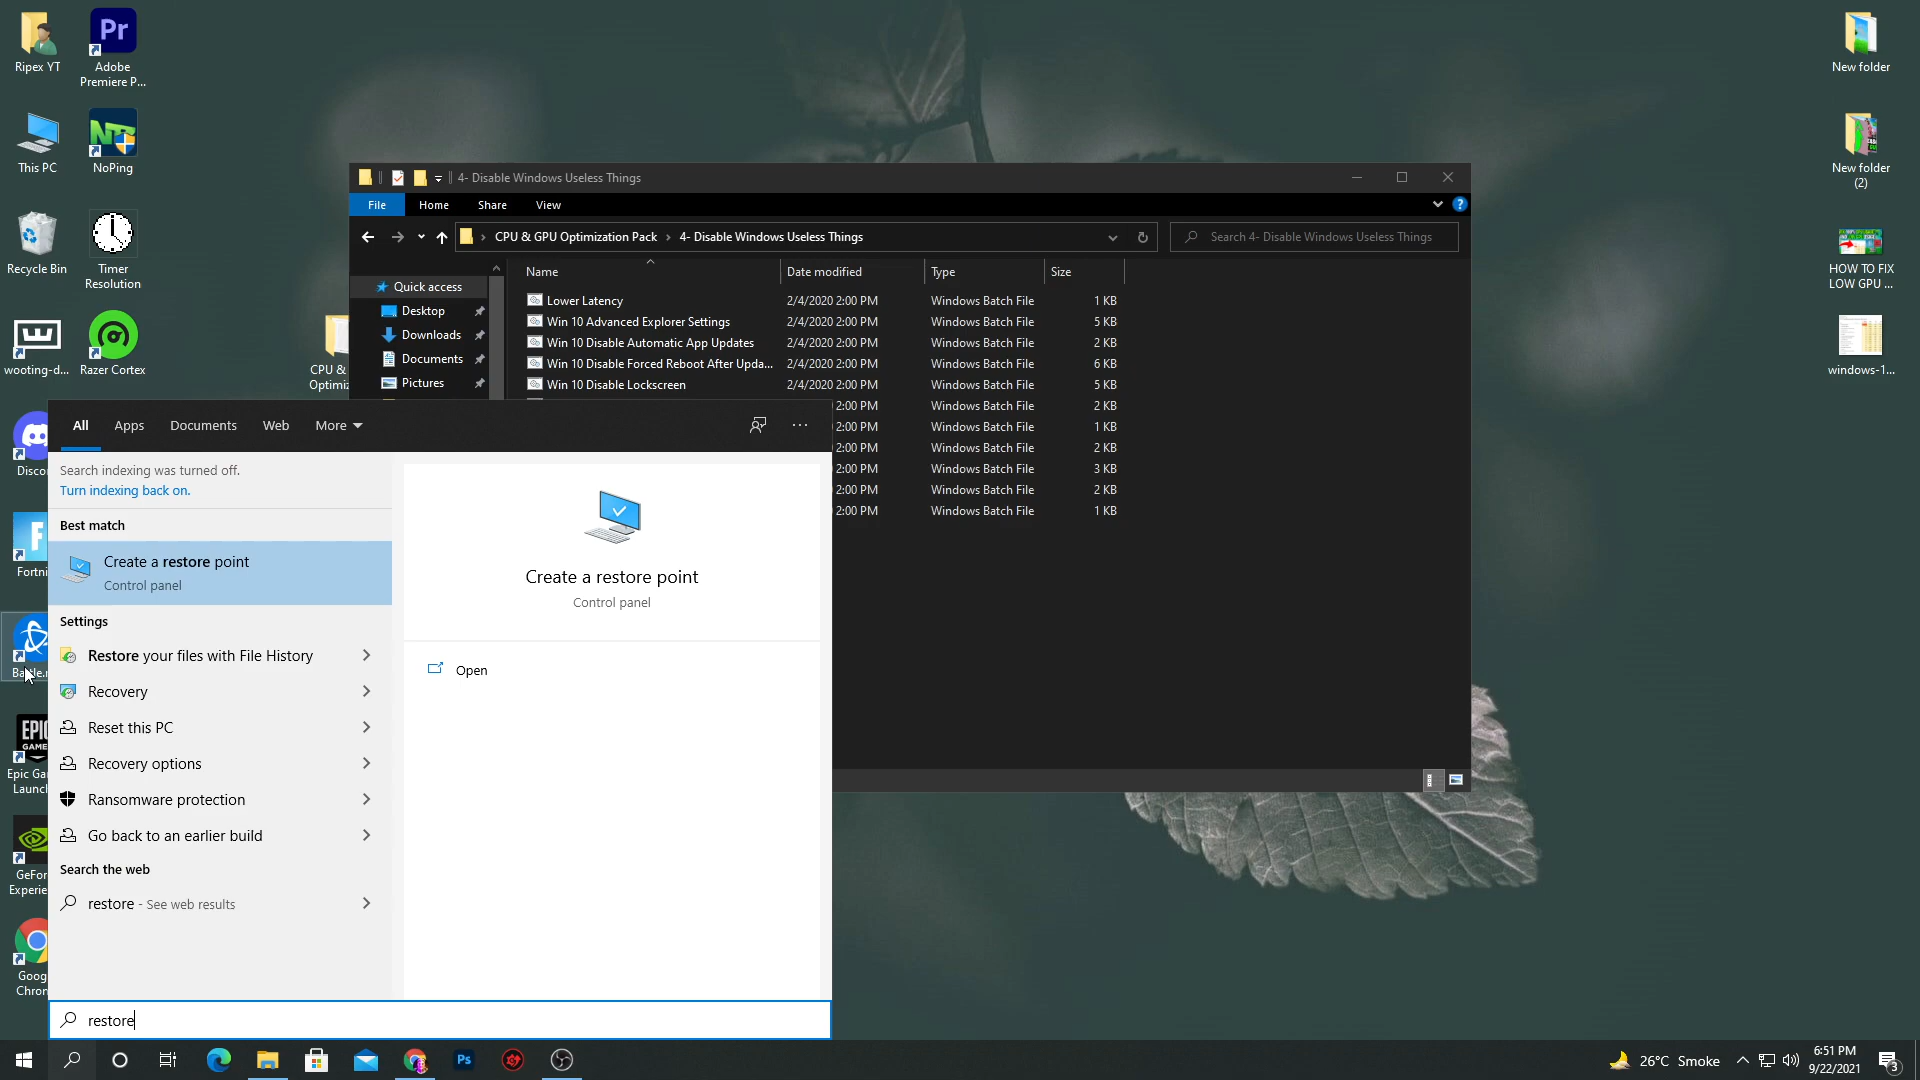 Ripex YT
Pr
Adobe
Premiere P...
This PC
NoPing
Recycle Bin
Timer
Resolution
wooting-d...
Razer Cortex
CPU &
Optimiz
Disco
Fortni
Battle.n
EPIC
GAME
Epic Ga
Launch
GeFor
Experie
Goog
Chron
New folder
New folder
(2)
HOW TO FIX
LOW GPU ...
windows-1...
4- Disable Windows Useless Things
File
Home
Share
View
CPU & GPU Optimization Pack
4- Disable Windows Useless Things
Search 4- Disable Windows Useless Things
Quick access
Desktop
Downloads
Documents
Pictures
Name
Date modified
Type
Size
Lower Latency 2/4/2020 2:00 PM Windows Batch File 1 KB
Win 10 Advanced Explorer Settings 2/4/2020 2:00 PM Windows Batch File 5 KB
Win 10 Disable Automatic App Updates 2/4/2020 2:00 PM Windows Batch File 2 KB
Win 10 Disable Forced Reboot After Upda... 2/4/2020 2:00 PM Windows Batch File 6 KB
Win 10 Disable Lockscreen 2/4/2020 2:00 PM Windows Batch File 5 KB
2:00 PM Windows Batch File 2 KB
2:00 PM Windows Batch File 1 KB
2:00 PM Windows Batch File 2 KB
2:00 PM Windows Batch File 3 KB
2:00 PM Windows Batch File 2 KB
2:00 PM Windows Batch File 1 KB
All
Apps
Documents
Web
More
Search indexing was turned off.
Turn indexing back on.
Best match
Create a restore point
Control panel
Settings
Restore your files with File History
Recovery
Reset this PC
Recovery options
Ransomware protection
Go back to an earlier build
Search the web
restore - See web results
Create a restore point
Control panel
Open
restore
Ps
26°C Smoke
6:51 PM
9/22/2021
3